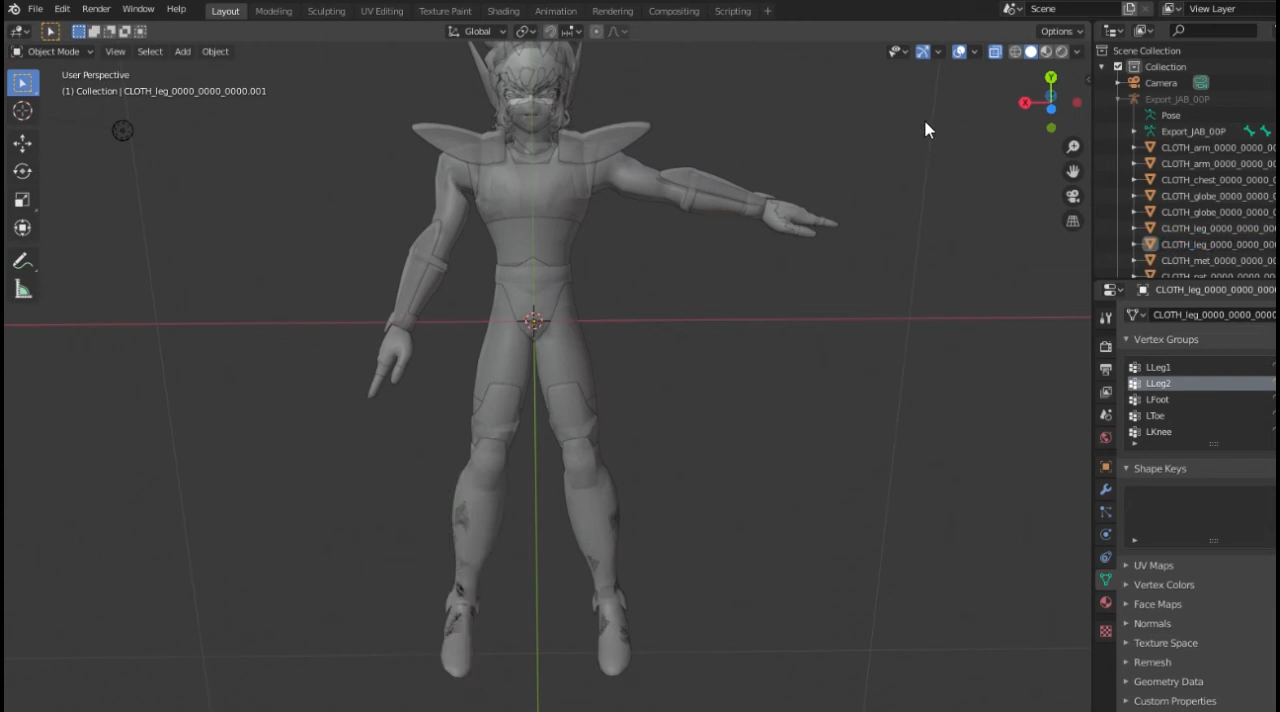 File Edit Render Window Help
Layout Modeling Sculpting UV Editing Texture Paint Shading Animation Rendering Compositing Scripting +
Scene
View Layer
Global
Options
Object Mode View Select Add Object
User Perspective
(1) Collection | CLOTH_leg_0000_0000_0000.001
Y
X
Scene Collection
Collection
Camera
Export_JAB_00P
Pose
Export_JAB_00P
CLOTH_arm_0000_0000_00
CLOTH_arm_0000_0000_00
CLOTH_chest_0000_0000_0
CLOTH_globe_0000_0000_0
CLOTH_globe_0000_0000_0
CLOTH_leg_0000_0000_000
CLOTH_leg_0000_0000_000
CLOTH_met_0000_0000_00
CLOTH_leg_0000_0000_000
CLOTH_leg_0000_0000_0000
Vertex Groups
LLeg1
LLeg2
LFoot
LToe
LKnee
Shape Keys
UV Maps
Vertex Colors
Face Maps
Normals
Texture Space
Remesh
Geometry Data
Custom Properties